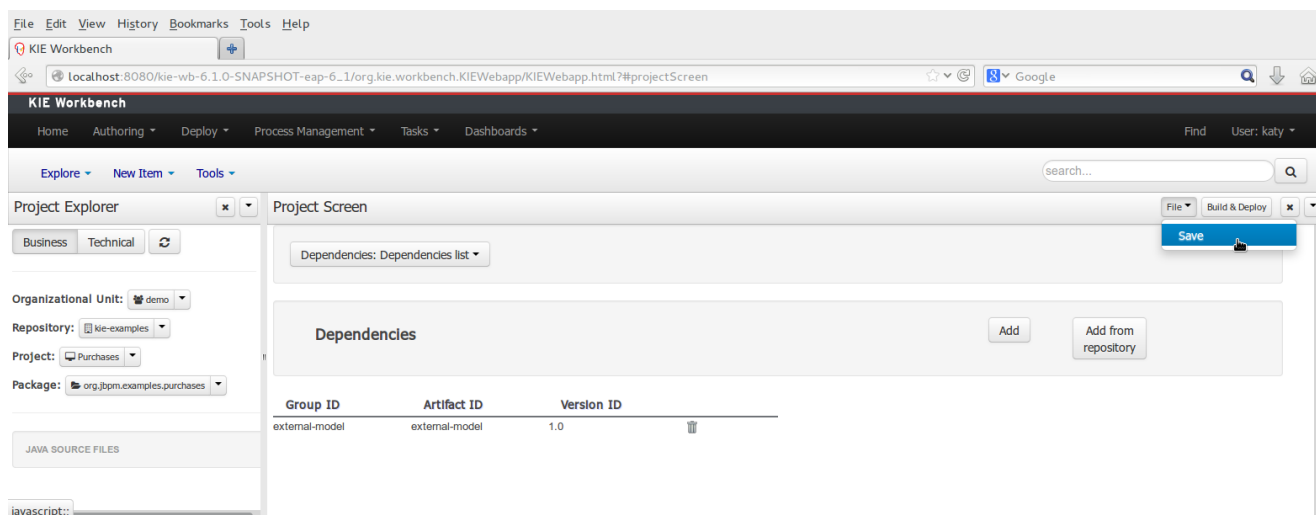 File Edit View History Bookmarks Tools Help
KIE Workbench
localhost:8080/kie-wb-6.1.0-SNAPSHOT-eap-6_1/org.kie.workbench.KIEWebapp/KIEWebapp.html?#projectScreen
8 Google
KIE Workbench
Home Authoring Deploy Process Management Tasks Dashboards Find User: katy
Explore New Item Tools search...
Project Explorer
Project Screen
File Build & Deploy
Save
Business Technical
Dependencies: Dependencies list
Organizational Unit: demo
Repository: kie-examples
Project: Purchases
Package: org.jbpm.examples.purchases
Dependencies
Add
Add from
repository
Group ID Artifact ID Version ID
external-model external-model 1.0
JAVA SOURCE FILES
javascript:;